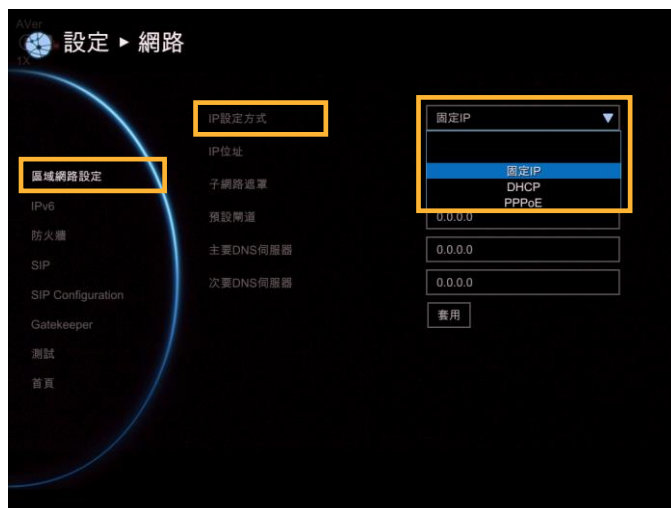 AVer
1X
設定 ▸ 網路
區域網路設定
IPv6
防火牆
SIP
SIP Configuration
Gatekeeper
測試
首頁
IP設定方式
固定IP
固定IP
DHCP
PPPoE
IP位址
子網路遮罩
預設閘道
0.0.0.0
主要DNS伺服器
0.0.0.0
次要DNS伺服器
0.0.0.0
套用